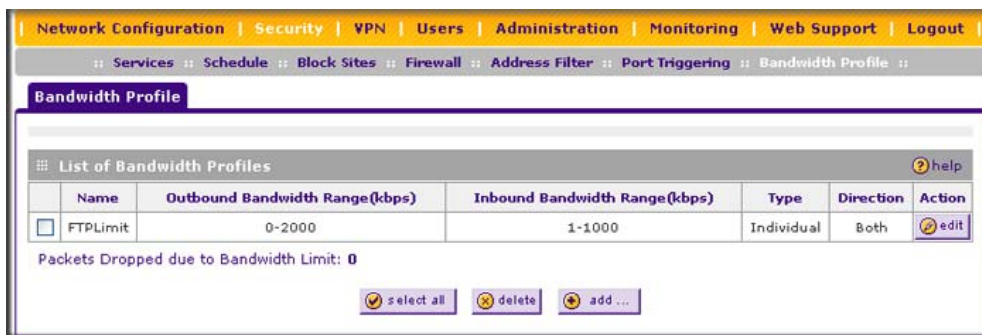 Network Configuration | Security | VPN | Users | Administration | Monitoring | Web Support | Logout
:: Services :: Schedule :: Block Sites :: Firewall :: Address Filter :: Port Triggering :: Bandwidth Profile ::
Bandwidth Profile
List of Bandwidth Profiles ? help
Name Outbound Bandwidth Range(kbps) Inbound Bandwidth Range(kbps) Type Direction Action
FTPLimit 0-2000 1-1000 Individual Both edit
Packets Dropped due to Bandwidth Limit: 0
select all delete add ...